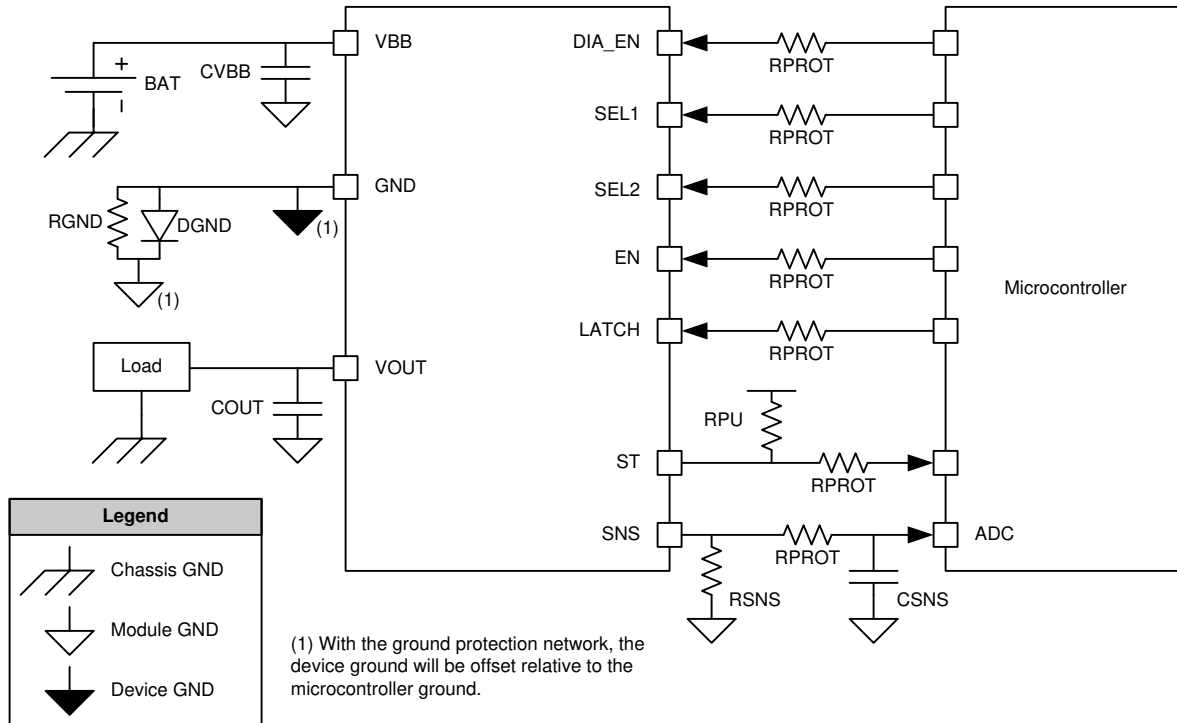 VBB
DIA_EN
RPROT
+
BAT
CVBB
SEL1
RPROT
GND
SEL2
RPROT
RGND
DGND
(1)
(1)
EN
RPROT
Microcontroller
LATCH
RPROT
Load
VOUT
COUT
RPU
ST
RPROT
Legend
SNS
RPROT
ADC
Chassis GND
RSNS
CSNS
Module GND
Device GND
(1) With the ground protection network, the
device ground will be offset relative to the
microcontroller ground.